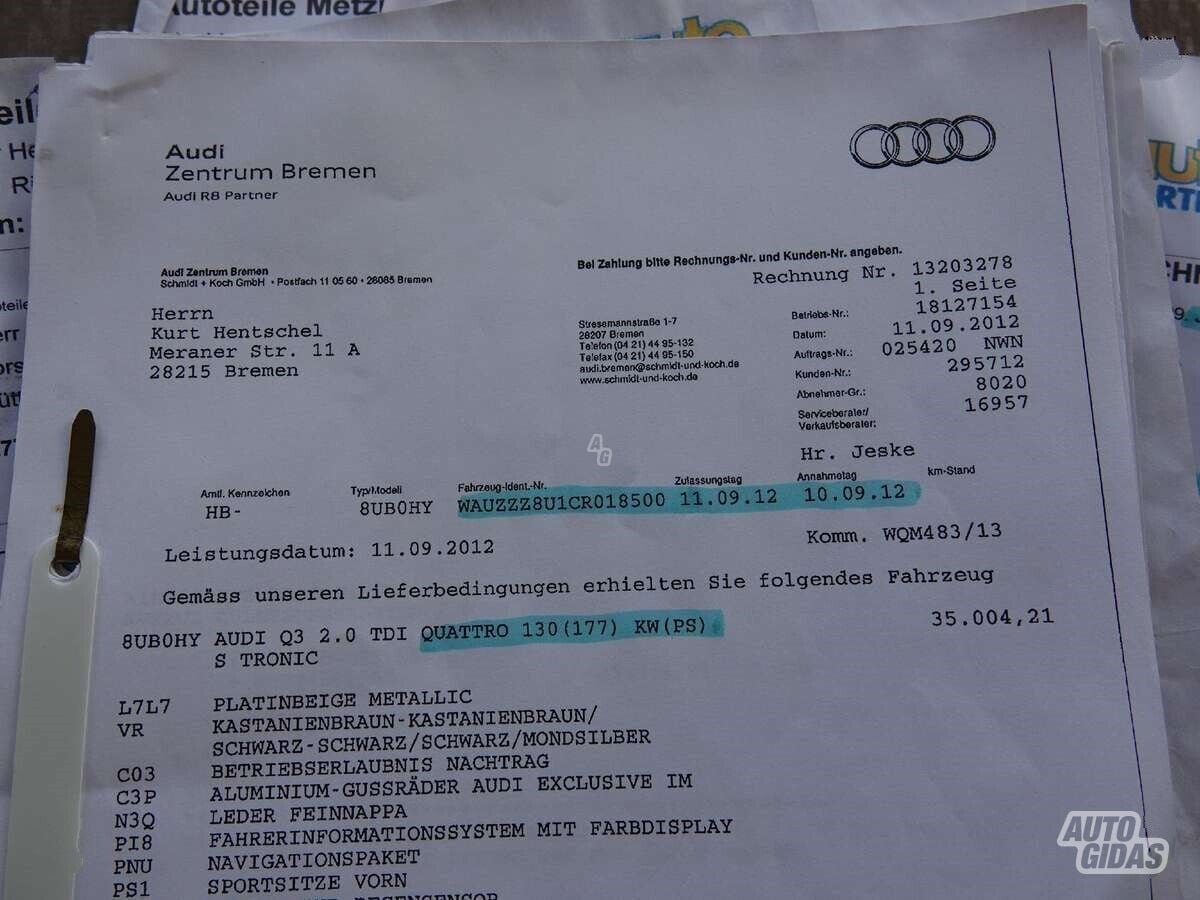 Autoteile Metz
Audi
Zentrum Bremen
Audi R8 Partner
Audi Zentrum Bremen
Schmidt + Koch GmbH • Postfach 11 05 60 • 28085 Bremen
Herrn
Kurt Hentschel
Meraner Str. 11 A
28215 Bremen
Bei Zahlung bitte Rechnungs-Nr. und Kunden-Nr. angeben.
Rechnung Nr. 13203278
1. Seite
Stresemannstraße 1-7
28207 Bremen
Telefon (04 21) 44 95-132
Telefax (04 21) 44 95-150
audi.bremen@schmidt-und-koch.de
www.schmidt-und-koch.de
Betriebs-Nr.: 18127154
Datum: 11.09.2012
Auftrags-Nr.: 025420 NWN
Kunden-Nr.: 295712
Abnehmer-Gr.: 8020
Serviceberater/ 16957
Verkaufsberater:
Hr. Jeske
Amtl. Kennzeichen Typ/Modell Fahrzeug-Ident.-Nr. Zulassungstag Annahmetag km-Stand
HB- 8UB0HY WAUZZZ8U1CR018500 11.09.12 10.09.12
Leistungsdatum: 11.09.2012 Komm. WQM483/13
Gemäss unseren Lieferbedingungen erhielten Sie folgendes Fahrzeug
8UB0HY AUDI Q3 2.0 TDI QUATTRO 130(177) KW(PS) 35.004,21
S TRONIC
L7L7 PLATINBEIGE METALLIC
VR KASTANIENBRAUN-KASTANIENBRAUN/
SCHWARZ-SCHWARZ/SCHWARZ/MONDSILBER
C03 BETRIEBSERLAUBNIS NACHTRAG
C3P ALUMINIUM-GUSSRÄDER AUDI EXCLUSIVE IM
N3Q LEDER FEINNAPPA
PI8 FAHRERINFORMATIONSSYSTEM MIT FARBDISPLAY
PNU NAVIGATIONSPAKET
PS1 SPORTSITZE VORN
AG
AUTO
GIDAS